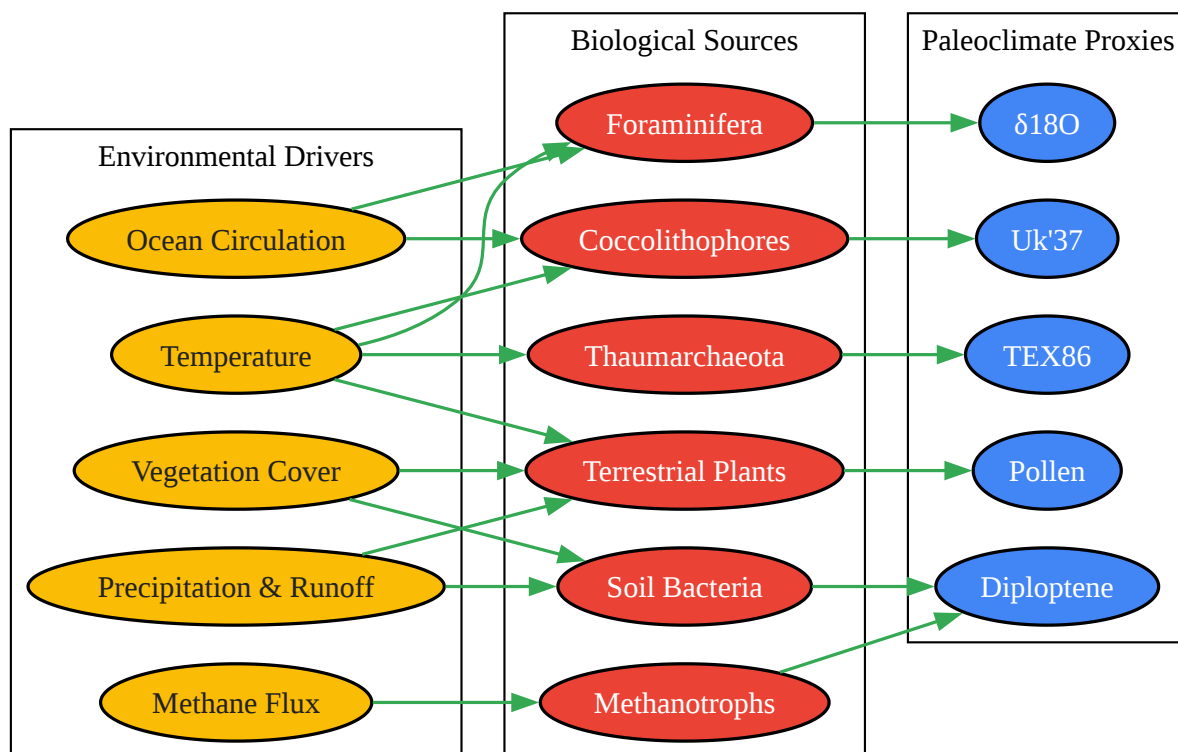 Environmental Drivers
Ocean Circulation
Temperature
Vegetation Cover
Precipitation & Runoff
Methane Flux
Biological Sources
Foraminifera
Coccolithophores
Thaumarchaeota
Terrestrial Plants
Soil Bacteria
Methanotrophs
Paleoclimate Proxies
δ18O
Uk'37
TEX86
Pollen
Diploptene